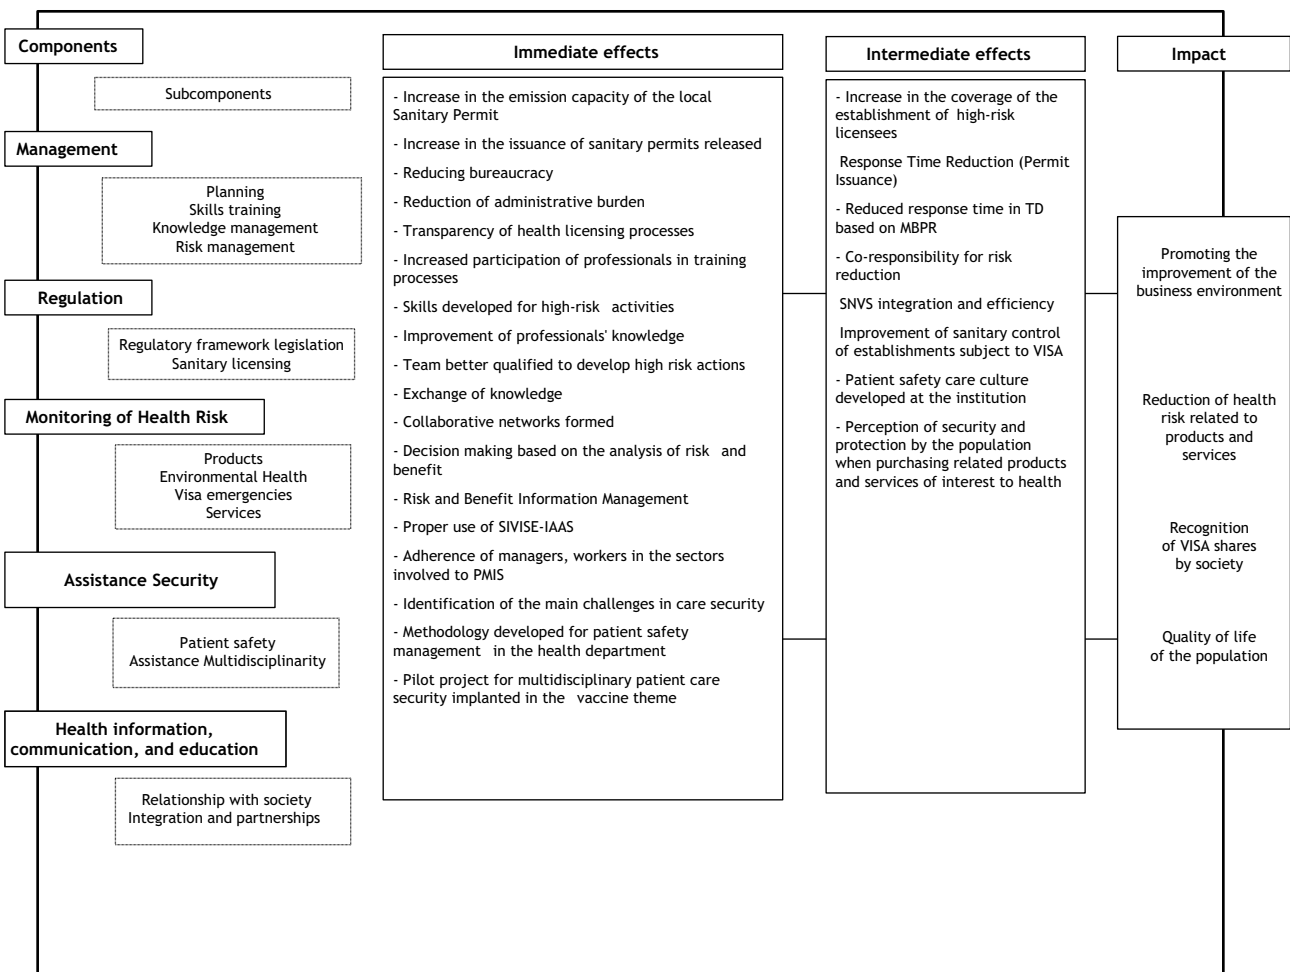 Components
Subcomponents
Management
Planning
Skills training
Knowledge management
Risk management
Regulation
Regulatory framework legislation
Sanitary licensing
Monitoring of Health Risk
Products
Environmental Health
Visa emergencies
Services
Assistance Security
Patient safety
Assistance Multidisciplinarity
Health information,
communication, and education
Relationship with society
Integration and partnerships
Immediate effects
- Increase in the emission capacity of the local
Sanitary Permit
- Increase in the issuance of sanitary permits released
- Reducing bureaucracy
- Reduction of administrative burden
- Transparency of health licensing processes
- Increased participation of professionals in training
processes
- Skills developed for high-risk activities
- Improvement of professionals' knowledge
- Team better qualified to develop high risk actions
- Exchange of knowledge
- Collaborative networks formed
- Decision making based on the analysis of risk and
benefit
- Risk and Benefit Information Management
- Proper use of SIVISE-IAAS
- Adherence of managers, workers in the sectors
involved to PMIS
- Identification of the main challenges in care security
- Methodology developed for patient safety
management in the health department
- Pilot project for multidisciplinary patient care
security implanted in the vaccine theme
Intermediate effects
- Increase in the coverage of the
establishment of high-risk
licensees
Response Time Reduction (Permit
Issuance)
- Reduced response time in TD
based on MBPR
- Co-responsibility for risk
reduction
SNVS integration and efficiency
Improvement of sanitary control
of establishments subject to VISA
- Patient safety care culture
developed at the institution
- Perception of security and
protection by the population
when purchasing related products
and services of interest to health
Impact
Promoting the
improvement of the
business environment
Reduction of health
risk related to
products and
services
Recognition
of VISA shares
by society
Quality of life
of the population